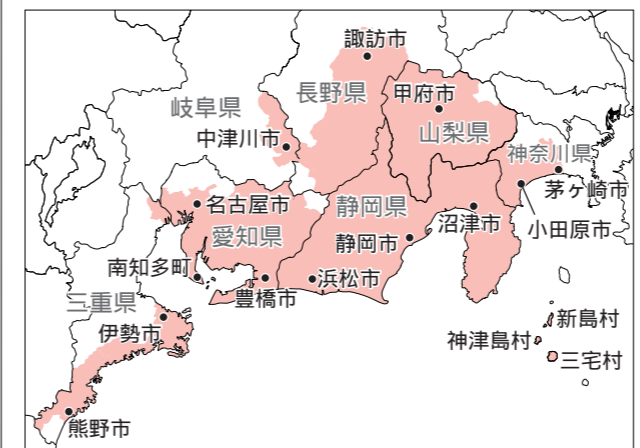 諏訪市
長野県
甲府市
岐阜県
中津川市
山梨県
神奈川県
茅ヶ崎市
名古屋市
静岡県
沼津市
小田原市
愛知県
静岡市
南知多町
浜松市
豊橋市
三重県
伊勢市
新島村
神津島村
三宅村
熊野市